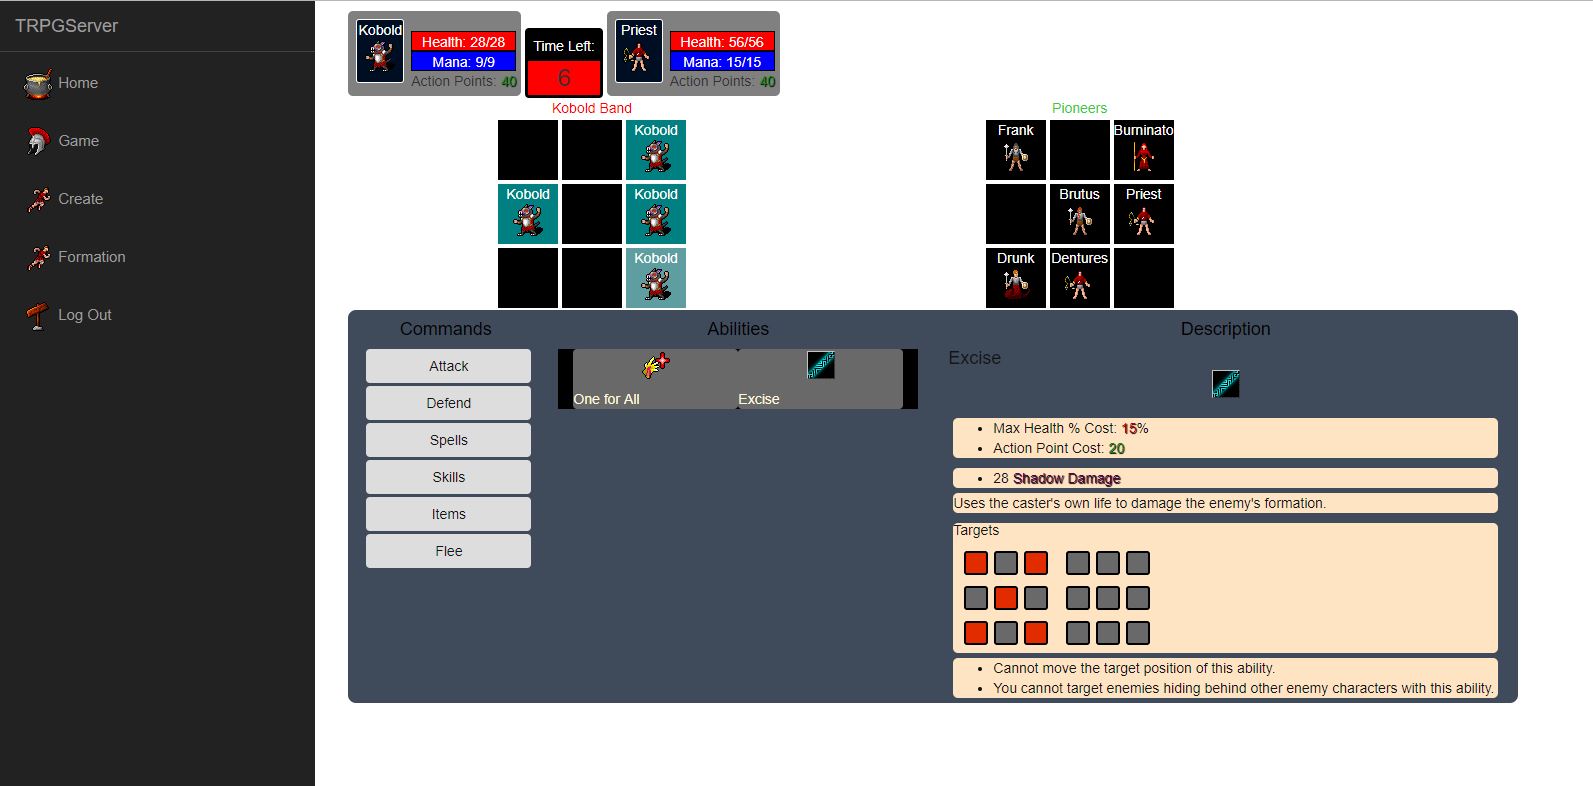 TRPGServer
Home
Game
Create
Formation
Log Out
Kobold
Health: 28/28
Mana: 9/9
Action Points: 40
Time Left:
6
Priest
Health: 56/56
Mana: 15/15
Action Points: 40
Kobold Band
Pioneers
Kobold
Kobold Kobold
Kobold
Frank Burninato
Brutus Priest
Drunk Dentures
Commands
Attack
Defend
Spells
Skills
Items
Flee
Abilities
One for All Excise
Description
Excise
• Max Health % Cost: 15%
• Action Point Cost: 20
• 28 Shadow Damage
Uses the caster's own life to damage the enemy's formation.
Targets
• Cannot move the target position of this ability.
• You cannot target enemies hiding behind other enemy characters with this ability.